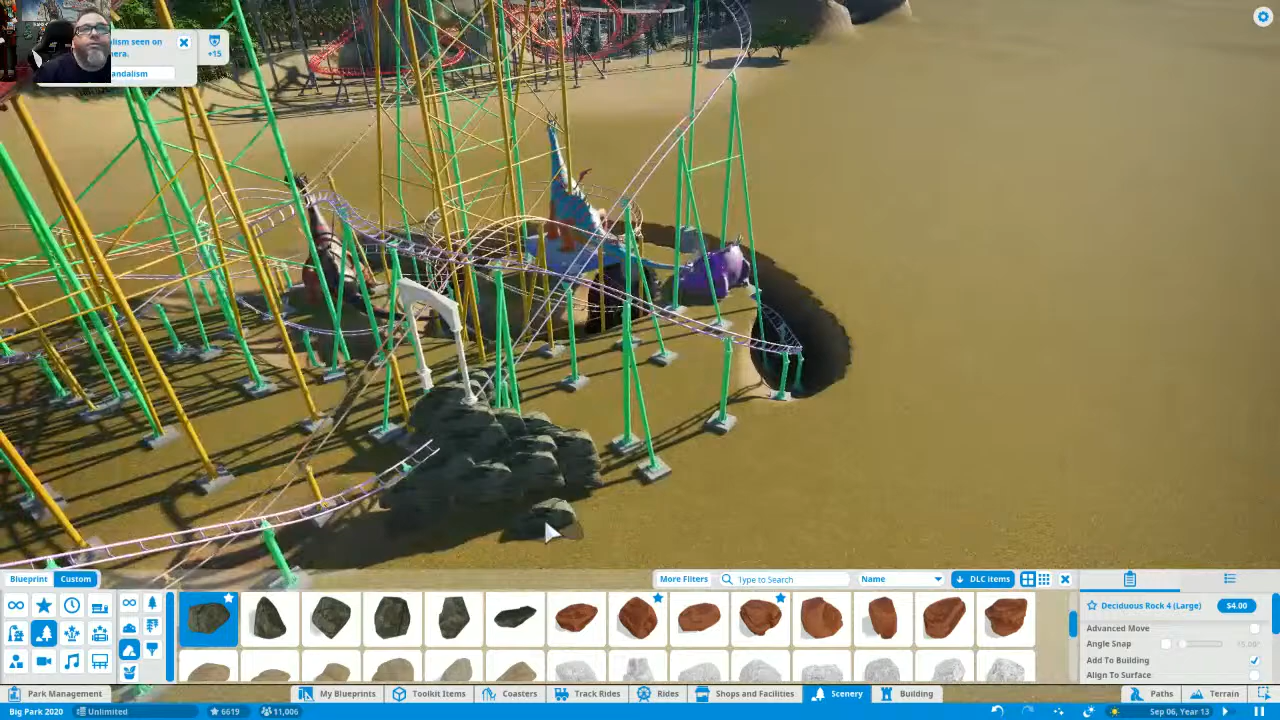 alism seen on
era.
andalism
+15
Blueprint
Custom
More Filters
Type to Search
Name
DLC items
Deciduous Rock 4 (Large)
$4.00
Advanced Move
Angle Snap
Add To Building
Align To Surface
Park Management
My Blueprints
Toolkit Items
Coasters
Track Rides
Rides
Shops and Facilities
Scenery
Building
Paths
Terrain
Big Park 2020
Unlimited
6619
11,006
Sep 06, Year 13